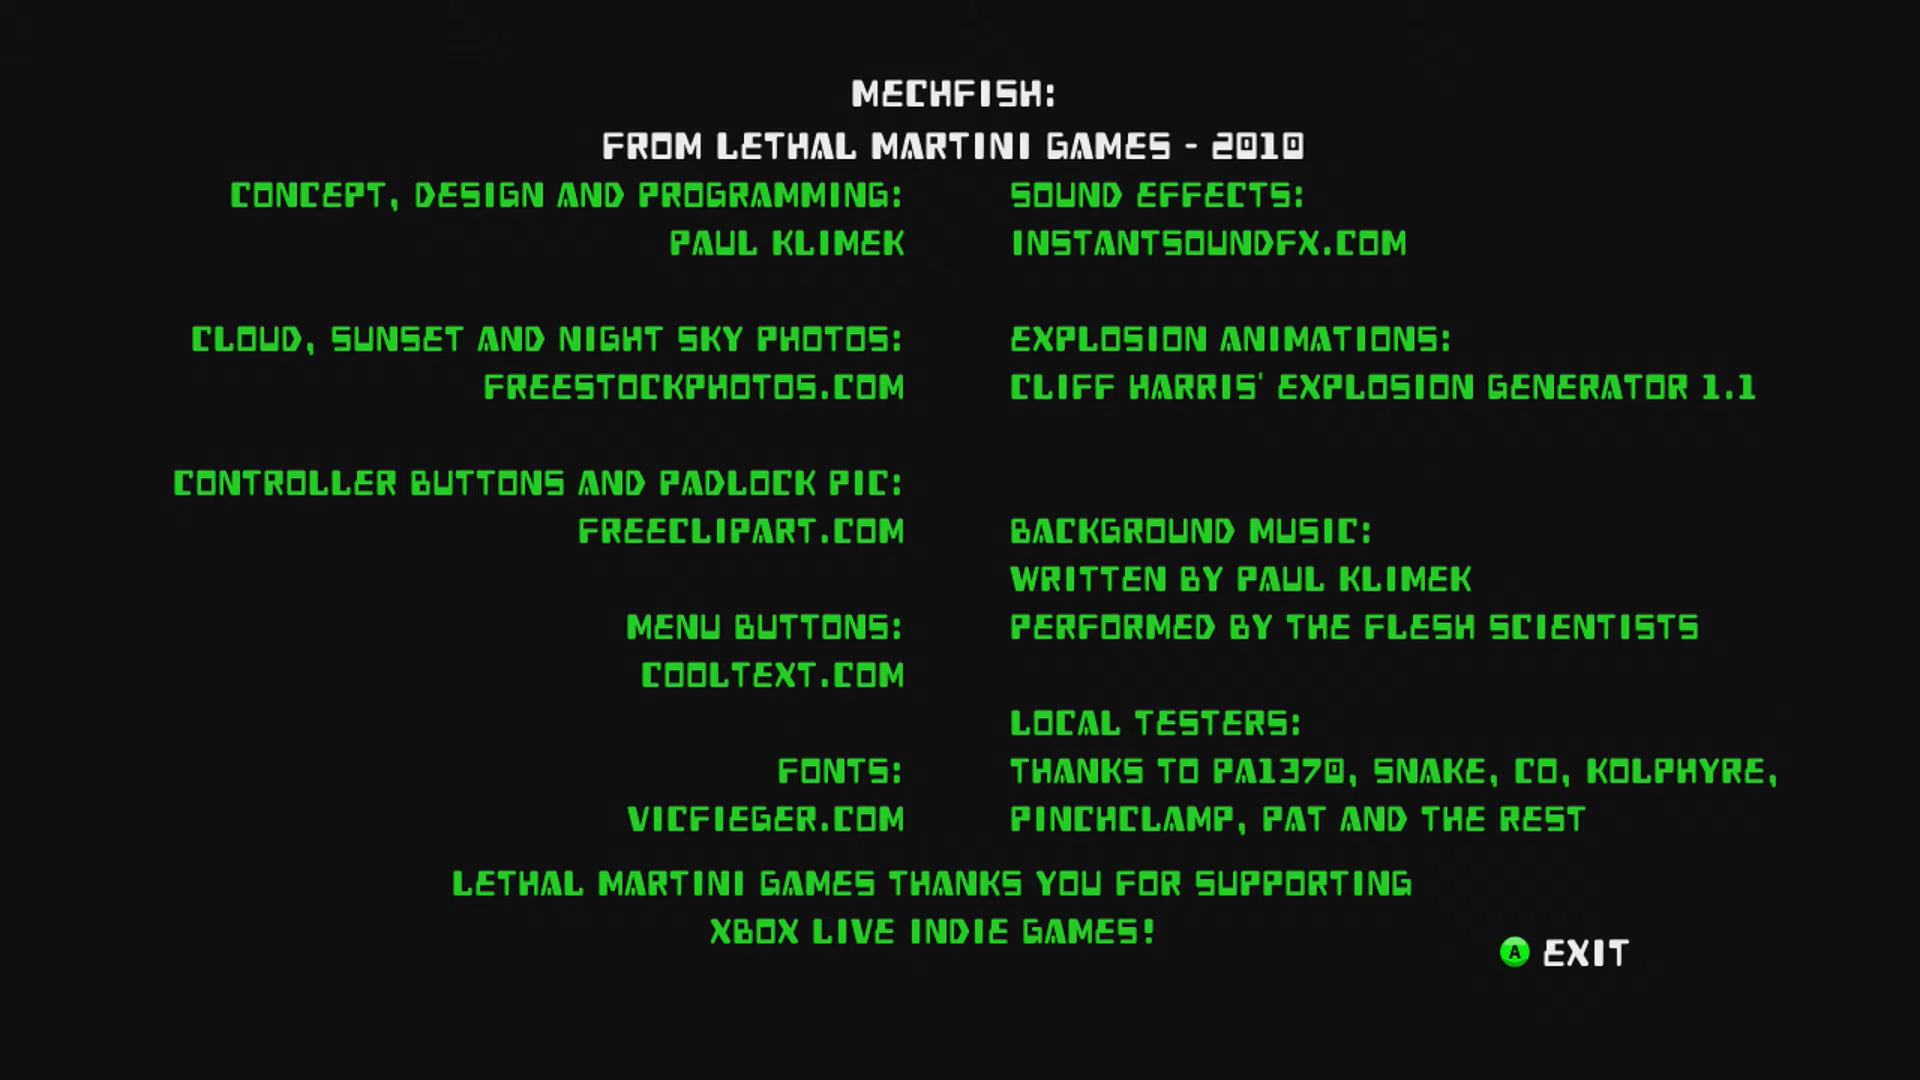 MECHFISH:
FROM LETHAL MARTINI GAMES - 2010
CONCEPT, DESIGN AND PROGRAMMING:
PAUL KLIMEK
CLOUD, SUNSET AND NIGHT SKY PHOTOS:
FREESTOCKPHOTOS.COM
CONTROLLER BUTTONS AND PADLOCK PIC:
FREECLIPART.COM
MENU BUTTONS:
COOLTEXT.COM
FONTS:
VICFIEGER.COM
SOUND EFFECTS:
INSTANTSOUNDFX.COM
EXPLOSION ANIMATIONS:
CLIFF HARRIS' EXPLOSION GENERATOR 1.1
BACKGROUND MUSIC:
WRITTEN BY PAUL KLIMEK
PERFORMED BY THE FLESH SCIENTISTS
LOCAL TESTERS:
THANKS TO PA1370, SNAKE, CO, KOLPHYRE,
PINCHCLAMP, PAT AND THE REST
LETHAL MARTINI GAMES THANKS YOU FOR SUPPORTING
XBOX LIVE INDIE GAMES!
A EXIT